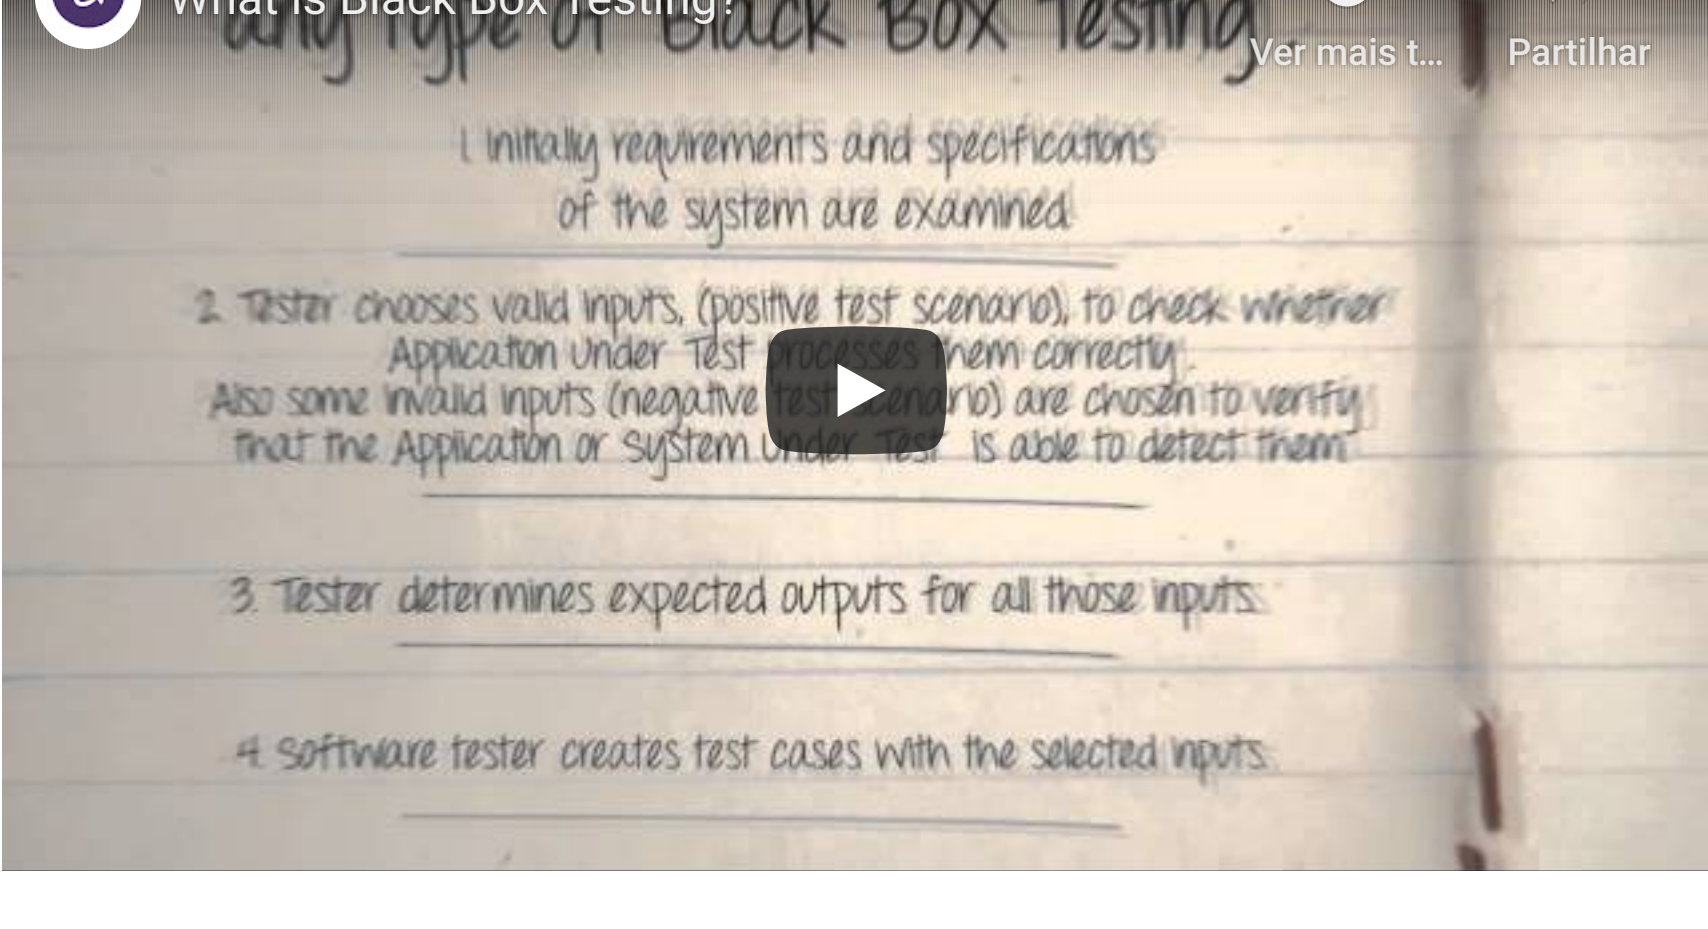 What is Black Box Testing?
any Type of Black Box Testing.
Ver mais t...
Partilhar
1. Initially requirements and specifications
of the system are examined
2. Tester chooses valid inputs, (positive test scenario), to check whether
Application Under Test processes them correctly.
Also some invalid inputs (negative test scenario) are chosen to verify
that the Application or System Under Test is able to detect them
3. Tester determines expected outputs for all those inputs.
4. Software tester creates test cases with the selected inputs.